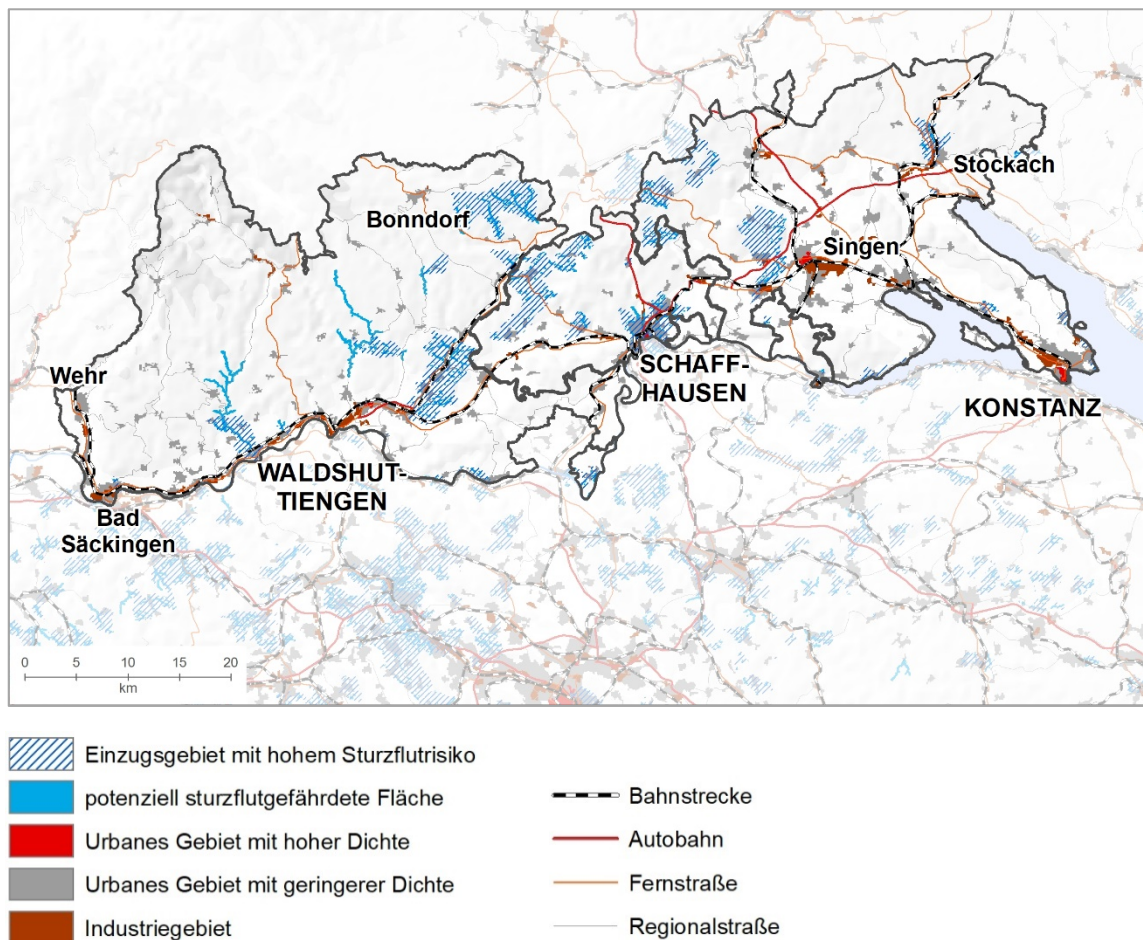 Stockach
Bonndorf
Singen
Wehr
SCHAFF-
HAUSEN
KONSTANZ
WALDSHUT-
TIENGEN
Bad
Säckingen
0 5 10 15 20
km
Einzugsgebiet mit hohem Sturzflutrisiko
potenziell sturzflutgefährdete Fläche
Urbanes Gebiet mit hoher Dichte
Urbanes Gebiet mit geringerer Dichte
Industriegebiet
Bahnstrecke
Autobahn
Fernstraße
Regionalstraße